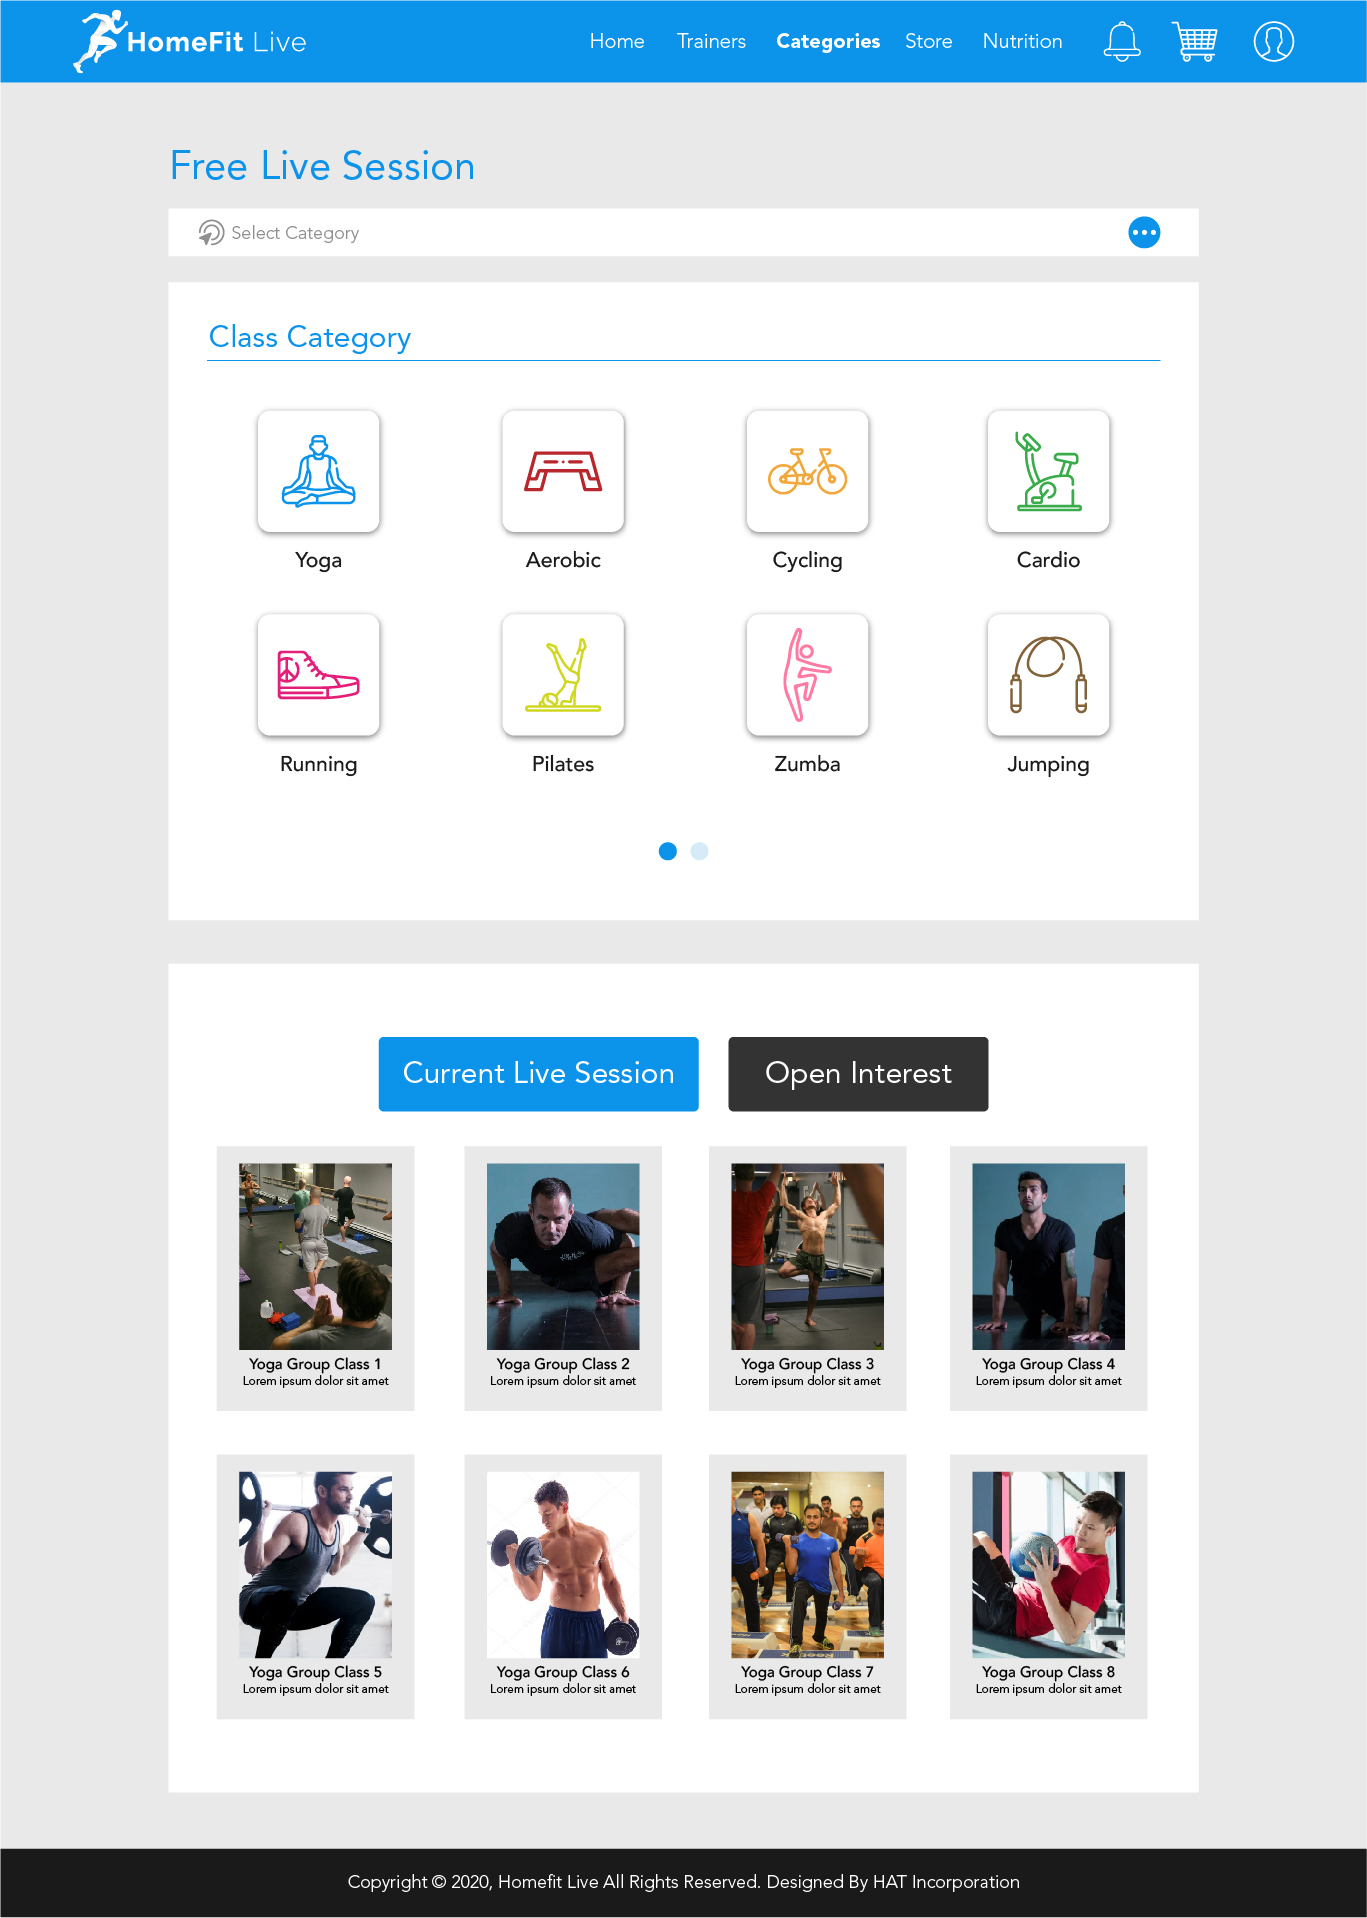 HomeFit Live
Home Trainers Categories Store Nutrition
Free Live Session
Select Category
Class Category
Yoga Aerobic Cycling Cardio
Running Pilates Zumba Jumping
Current Live Session Open Interest
Yoga Group Class 1
Lorem ipsum dolor sit amet
Yoga Group Class 2
Lorem ipsum dolor sit amet
Yoga Group Class 3
Lorem ipsum dolor sit amet
Yoga Group Class 4
Lorem ipsum dolor sit amet
Yoga Group Class 5
Lorem ipsum dolor sit amet
Yoga Group Class 6
Lorem ipsum dolor sit amet
Yoga Group Class 7
Lorem ipsum dolor sit amet
Yoga Group Class 8
Lorem ipsum dolor sit amet
Copyright © 2020, Homefit Live All Rights Reserved. Designed By HAT Incorporation